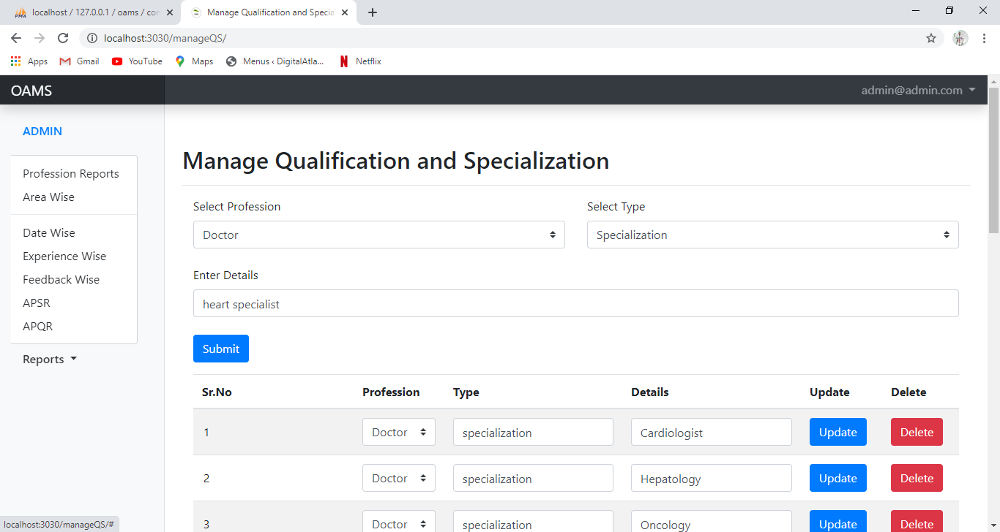 localhost / 127.0.0.1 / oams / con
Manage Qualification and Specia
localhost:3030/manageQS/
Apps Gmail YouTube Maps Menus ‹ DigitalAtla... Netflix
OAMS
admin@admin.com
ADMIN
Profession Reports
Area Wise
Date Wise
Experience Wise
Feedback Wise
APSR
APQR
Reports
Manage Qualification and Specialization
Select Profession
Select Type
Doctor
Specialization
Enter Details
heart specialist
Submit
Sr.No Profession Type Details Update Delete
1 Doctor specialization Cardiologist Update Delete
2 Doctor specialization Hepatology Update Delete
3 Doctor specialization Oncology Update Delete
localhost:3030/manageQS/#